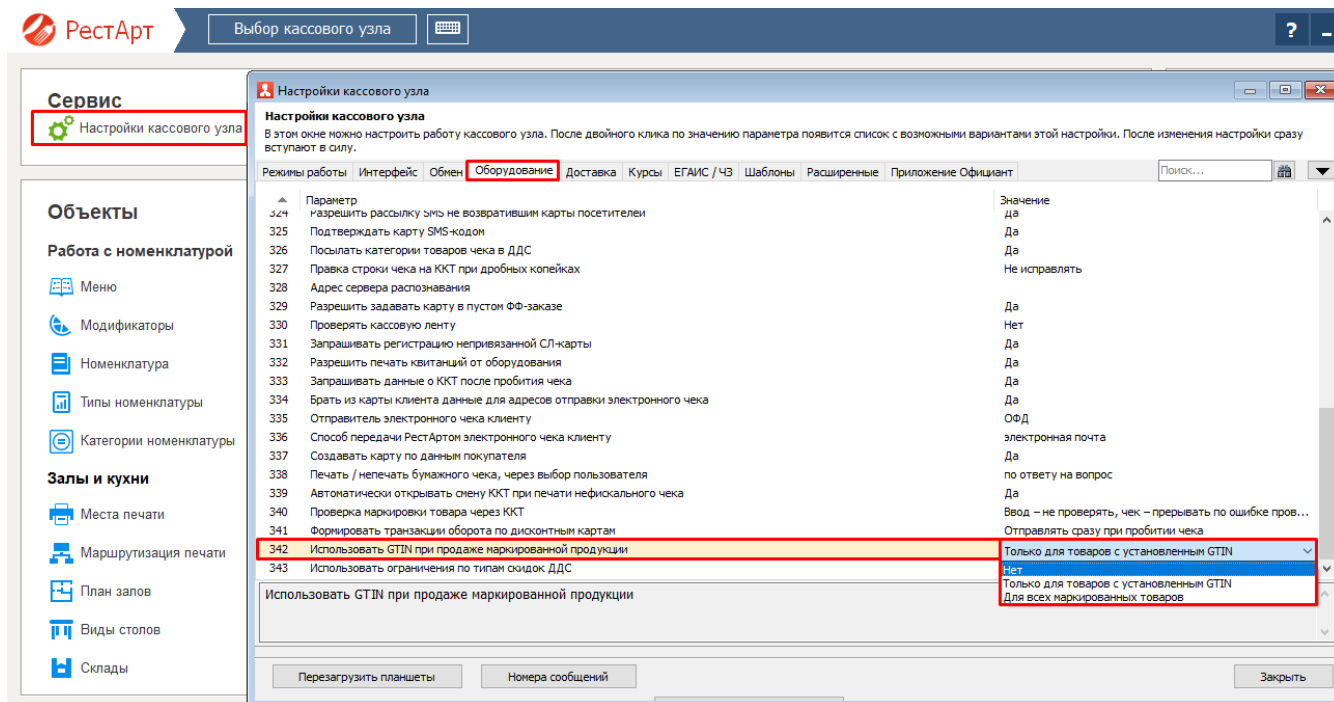 РестАрт
Выбор кассового узла
?
Сервис
Настройки кассового узла
Объекты
Работа с номенклатурой
Меню
Модификаторы
Номенклатура
Типы номенклатуры
Категории номенклатуры
Залы и кухни
Места печати
Маршрутизация печати
План залов
Виды столов
Склады
Настройки кассового узла
Настройки кассового узла
В этом окне можно настроить работу кассового узла. После двойного клика по значению параметра появится список с возможными вариантами этой настройки. После изменения настройки сразу
вступают в силу.
Режимы работы Интерфейс Обмен Оборудование Доставка Курсы ЕГАИС / ЧЗ Шаблоны Расширенные Приложение Официант Поиск...
Параметр Значение
324 Разрешить рассылку SMS не возвратившим карты посетителей Да
325 Подтверждать карту SMS-кодом Да
326 Посылать категории товаров чека в ДДС Да
327 Правка строки чека на ККТ при дробных копейках Не исправлять
328 Адрес сервера распознавания
329 Разрешить задавать карту в пустом ФФ-заказе Да
330 Проверять кассовую ленту Нет
331 Запрашивать регистрацию непривязанной СЛ-карты Да
332 Разрешить печать квитанций от оборудования Да
333 Запрашивать данные о ККТ после пробития чека Да
334 Брать из карты клиента данные для адресов отправки электронного чека Да
335 Отправитель электронного чека клиенту ОФД
336 Способ передачи РестАртом электронного чека клиенту электронная почта
337 Создавать карту по данным покупателя Да
338 Печать / непечать бумажного чека, через выбор пользователя по ответу на вопрос
339 Автоматически открывать смену ККТ при печати нефискального чека Да
340 Проверка маркировки товара через ККТ Ввод – не проверять, чек – прерывать по ошибке пров...
341 Формировать транзакции оборота по дисконтным картам Отправлять сразу при пробитии чека
342 Использовать GTIN при продаже маркированной продукции Только для товаров с установленным GTIN
343 Использовать ограничения по типам скидок ДДС
Нет
Только для товаров с установленным GTIN
Для всех маркированных товаров
Использовать GTIN при продаже маркированной продукции
Перезагрузить планшеты Номера сообщений Закрыть